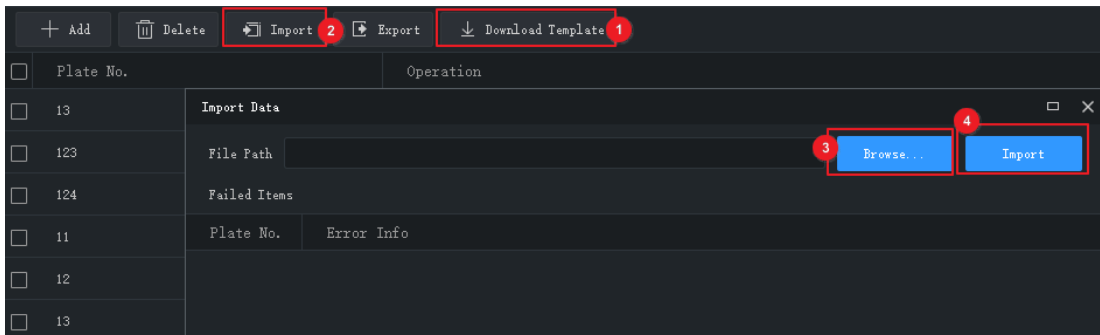 Add Delete Import 2 Export Download Template 1
Plate No. Operation
13 Import Data 4
123 File Path 3 Browse... Import
124 Failed Items
11 Plate No. Error Info
12
13